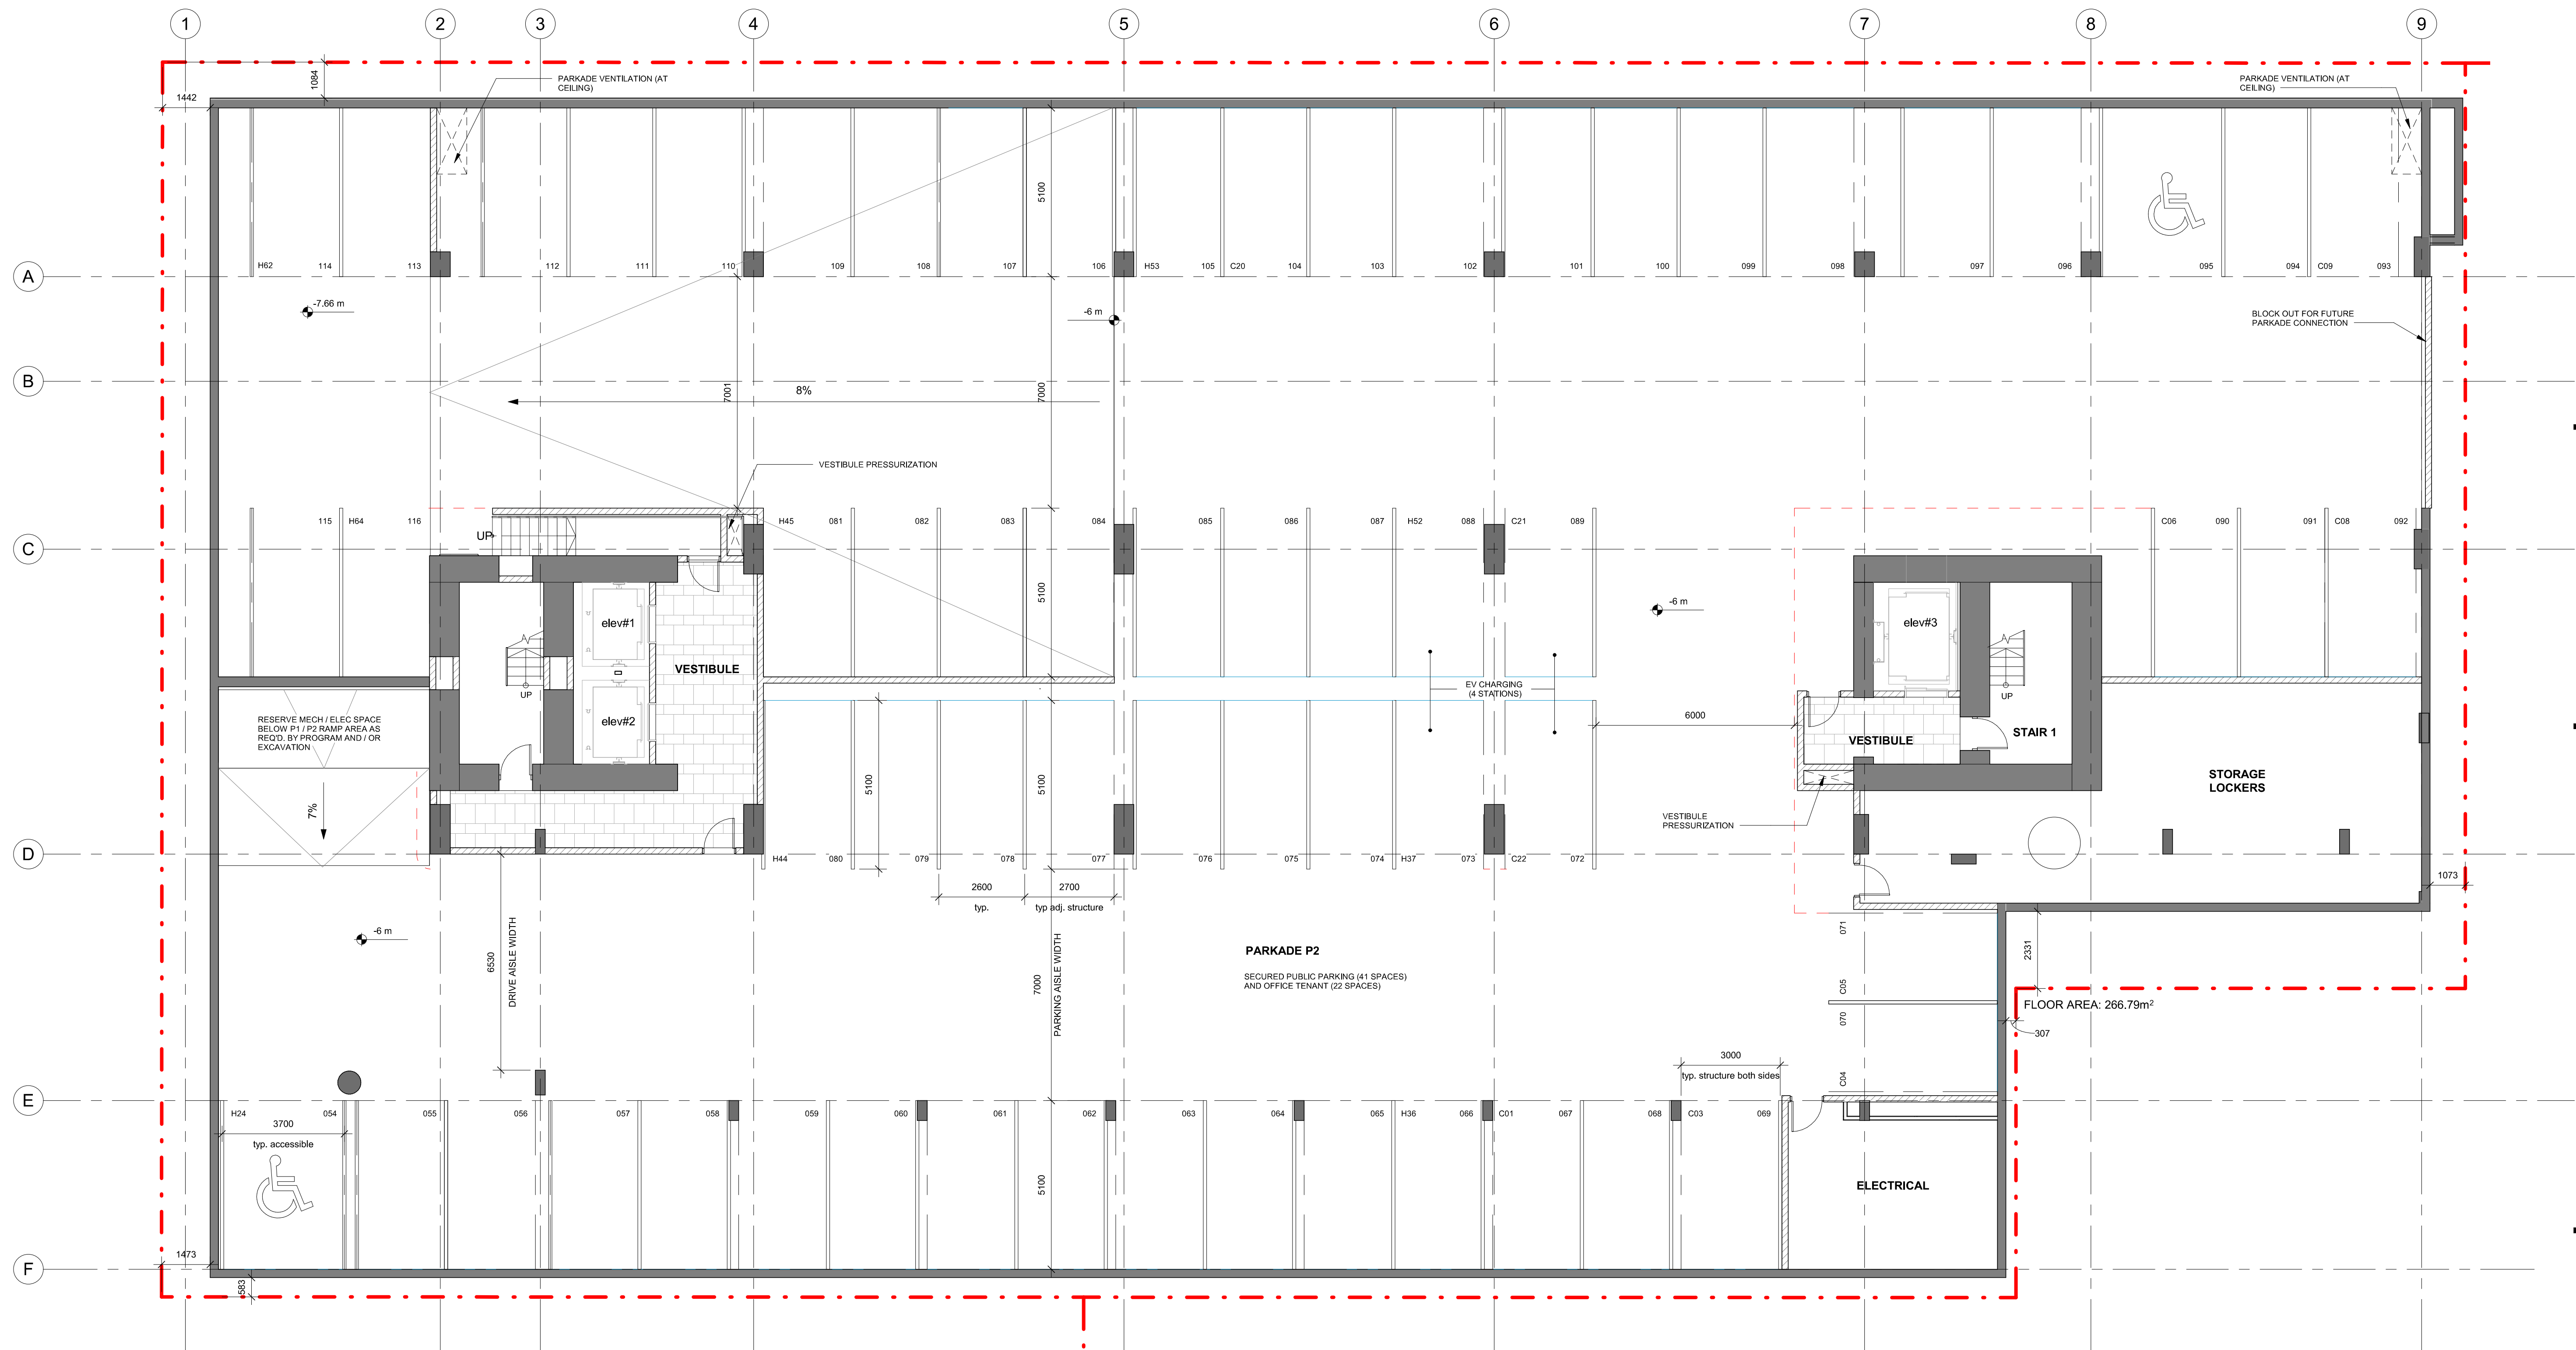 1 2 3 4 5 6 7 8 9
PARKADE VENTILATION (AT
CEILING)
PARKADE VENTILATION (AT
CEILING)
1084
1442
5100
H62 114 113 112 111 110 109 108 107 106 H53 105 C20 104 103 102 101 100 099 098 097 096 095 094 C09 093
A
-7.66 m
-6 m
BLOCK OUT FOR FUTURE
PARKADE CONNECTION
B
7001
8%
7000
VESTIBULE PRESSURIZATION
115 H64 116 H45 081 082 083 084 085 086 087 H52 088 C21 089 C06 090 091 C08 092
UP
C
5100
-6 m
elev#1
elev#3
VESTIBULE
UP
UP
EV CHARGING
(4 STATIONS)
RESERVE MECH / ELEC SPACE
BELOW P1 / P2 RAMP AREA AS
REQ'D. BY PROGRAM AND / OR
EXCAVATION
elev#2
6000
VESTIBULE
STAIR 1
STORAGE
LOCKERS
7%
5100
5100
VESTIBULE
PRESSURIZATION
D
H44 080 079 078 077 076 075 074 H37 073 C22 072
1073
2600
typ.
2700
typ adj. structure
071
-6 m
6530
DRIVE AISLE WIDTH
7000
PARKING AISLE WIDTH
PARKADE P2
SECURED PUBLIC PARKING (41 SPACES)
AND OFFICE TENANT (22 SPACES)
2331
C05
070
FLOOR AREA: 266.79m²
307
3000
typ. structure both sides
C04
E
H24 054 055 056 057 058 059 060 061 062 063 064 065 H36 066 C01 067 068 C03 069
3700
typ. accessible
5100
ELECTRICAL
1473
F
583